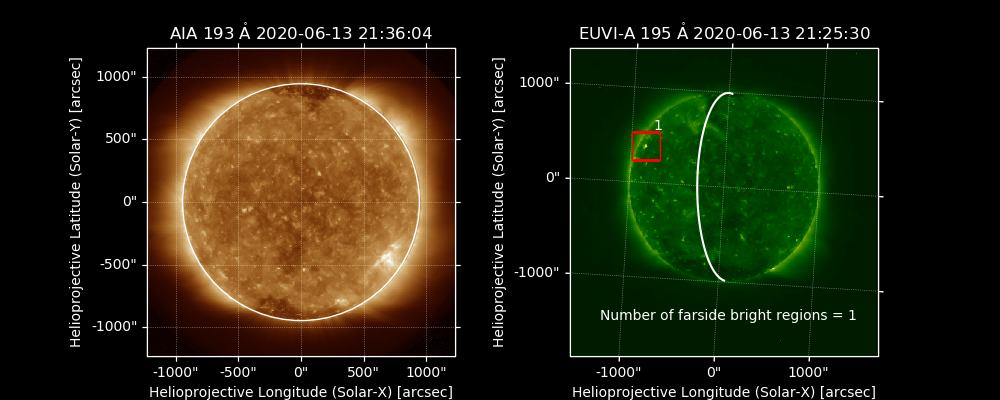 AIA 193 Å 2020-06-13 21:36:04
1000"
500"
0"
-500"
-1000"
-1000"
-500"
0"
500"
1000"
Helioprojective Latitude (Solar-Y) [arcsec]
Helioprojective Longitude (Solar-X) [arcsec]
EUVI-A 195 Å 2020-06-13 21:25:30
1000"
0"
-1000"
-1000"
0"
1000"
Helioprojective Latitude (Solar-Y) [arcsec]
Helioprojective Longitude (Solar-X) [arcsec]
1
Number of farside bright regions = 1